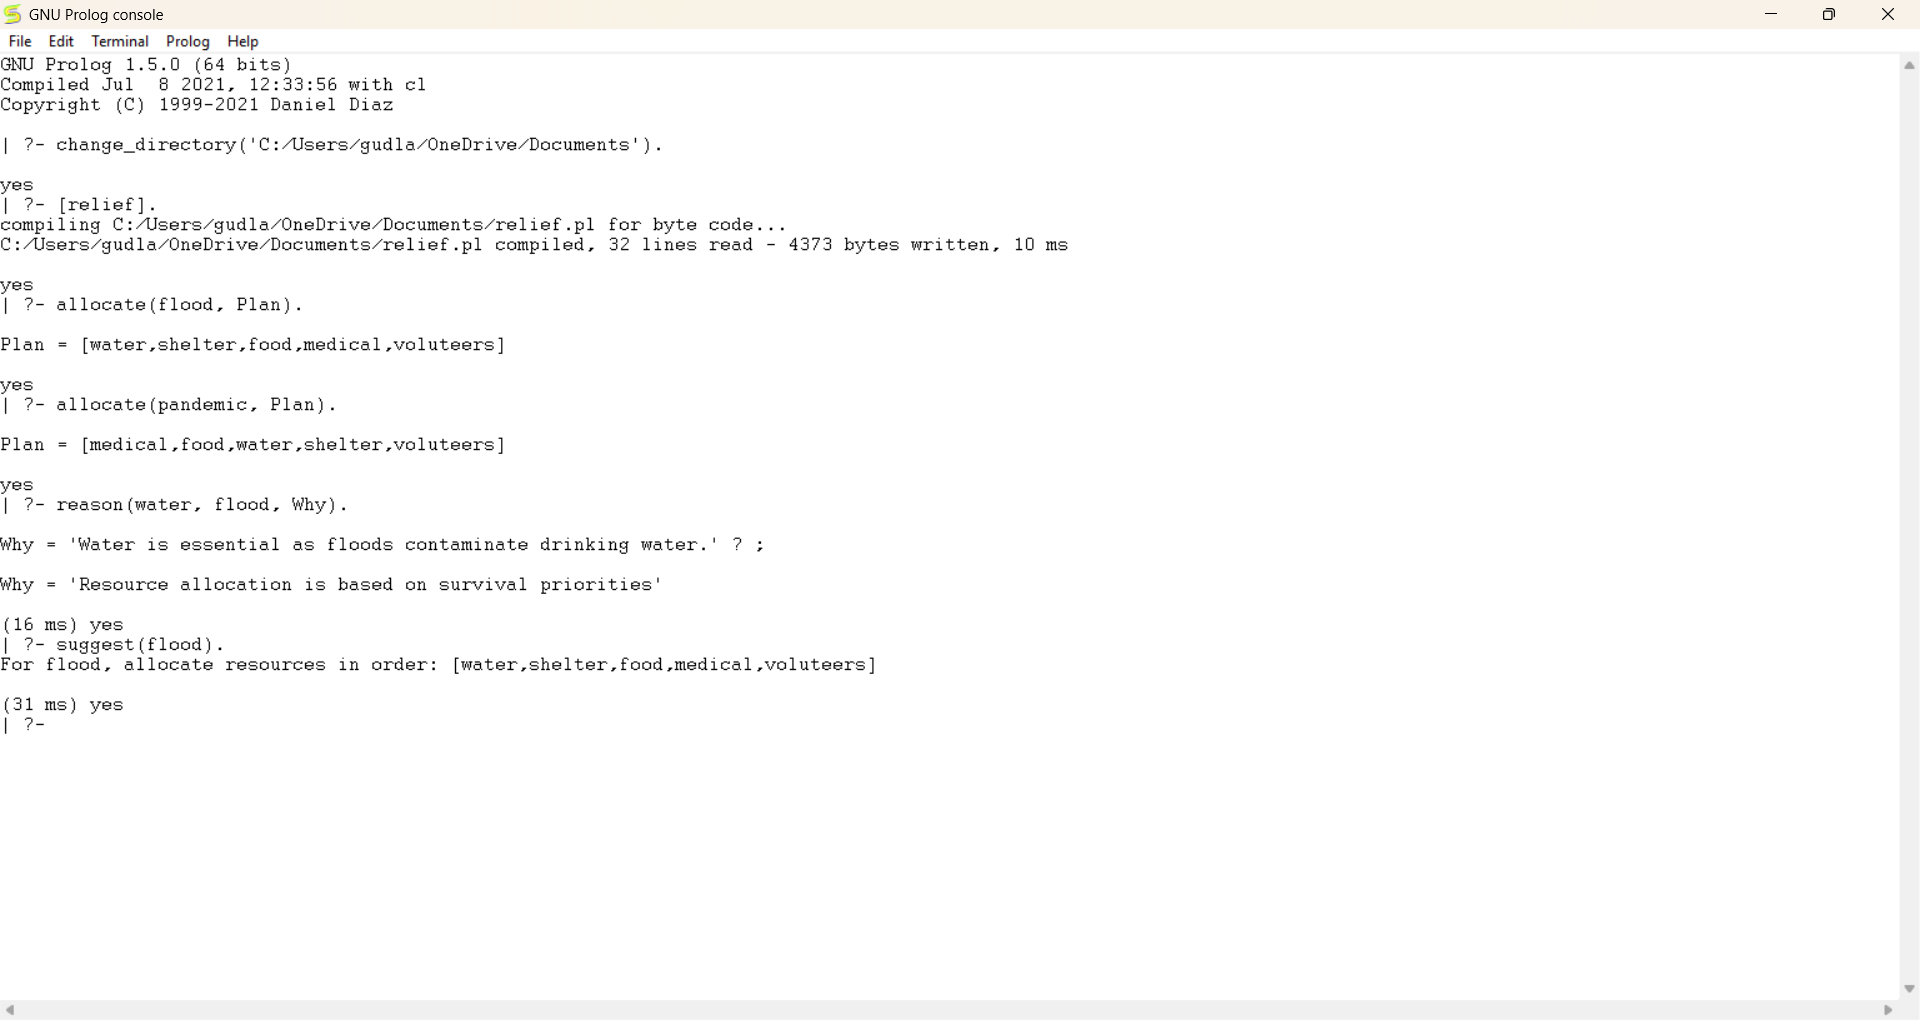 GNU Prolog console
File Edit Terminal Prolog Help
GNU Prolog 1.5.0 (64 bits)
Compiled Jul  8 2021, 12:33:56 with cl
Copyright (C) 1999-2021 Daniel Diaz
| ?- change_directory('C:/Users/gudla/OneDrive/Documents').
yes
| ?- [relief].
compiling C:/Users/gudla/OneDrive/Documents/relief.pl for byte code...
C:/Users/gudla/OneDrive/Documents/relief.pl compiled, 32 lines read - 4373 bytes written, 10 ms
yes
| ?- allocate(flood, Plan).
Plan = [water,shelter,food,medical,voluteers]
yes
| ?- allocate(pandemic, Plan).
Plan = [medical,food,water,shelter,voluteers]
yes
| ?- reason(water, flood, Why).
Why = 'Water is essential as floods contaminate drinking water.' ? ;
Why = 'Resource allocation is based on survival priorities'
(16 ms) yes
| ?- suggest(flood).
For flood, allocate resources in order: [water,shelter,food,medical,voluteers]
(31 ms) yes
| ?-